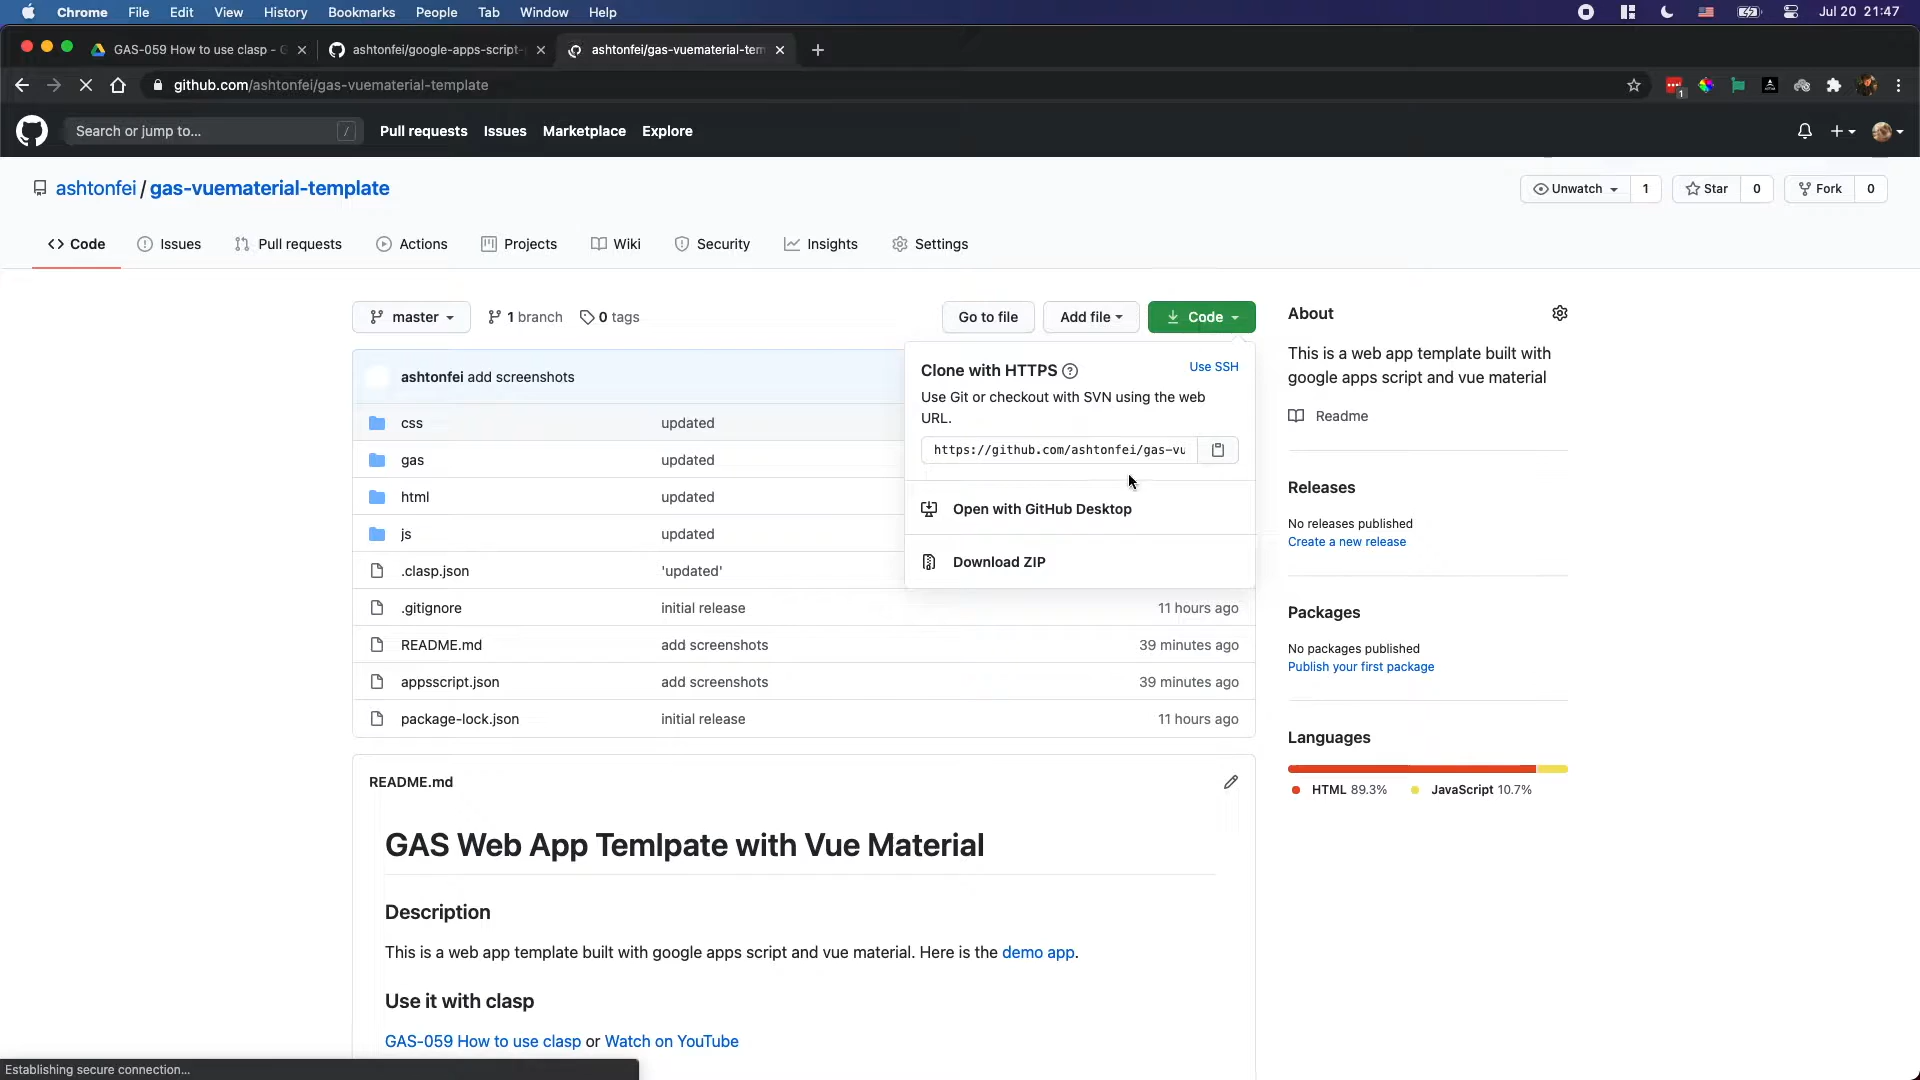 Chrome File Edit View History Bookmarks People Tab Window Help Jul 20 21:47
GAS-059 How to use clasp - G ashtonfei/google-apps-script- ashtonfei/gas-vuematerial-tem
github.com/ashtonfei/gas-vuematerial-template 1
Search or jump to... / Pull requests Issues Marketplace Explore
ashtonfei / gas-vuematerial-template Unwatch 1 Star 0 Fork 0
Code Issues Pull requests Actions Projects Wiki Security Insights Settings
master 1 branch 0 tags Go to file Add file Code
ashtonfei add screenshots
css updated
gas updated
html updated
js updated
.clasp.json 'updated'
.gitignore initial release 11 hours ago
README.md add screenshots 39 minutes ago
appsscript.json add screenshots 39 minutes ago
package-lock.json initial release 11 hours ago
Clone with HTTPS ? Use SSH
Use Git or checkout with SVN using the web
URL.
https://github.com/ashtonfei/gas-vu
Open with GitHub Desktop
Download ZIP
About
This is a web app template built with
google apps script and vue material
Readme
Releases
No releases published
Create a new release
Packages
No packages published
Publish your first package
Languages
HTML 89.3% JavaScript 10.7%
README.md
GAS Web App Temlpate with Vue Material
Description
This is a web app template built with google apps script and vue material. Here is the demo app.
Use it with clasp
GAS-059 How to use clasp or Watch on YouTube
Establishing secure connection...